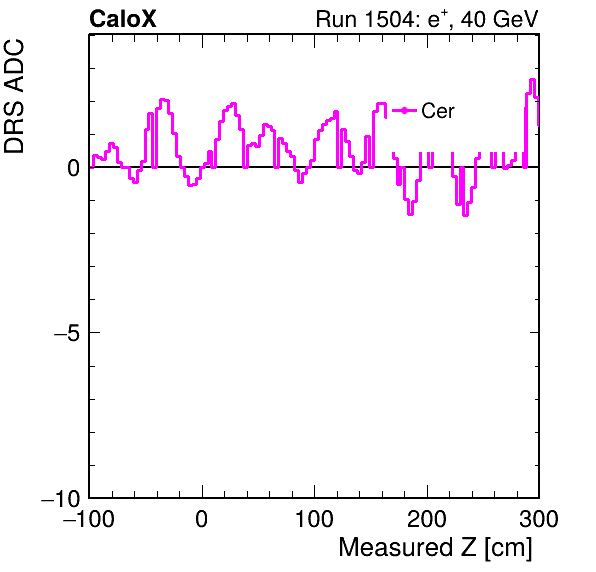 CaloX
Run 1504: e⁺, 40 GeV
DRS ADC
Cer
0
−5
−10
−100 0 100 200 300
Measured Z [cm]